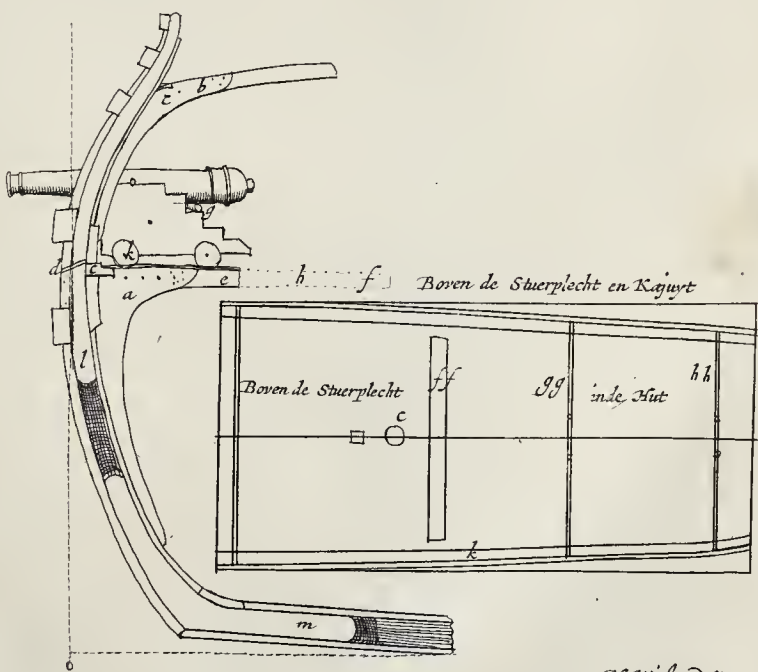 c b
g
k
d c
a e h f
Boven de Stuerplecht en Kajuyt
l
Boven de Stuerplecht ff gg inde Hut hh
c
k
m
o